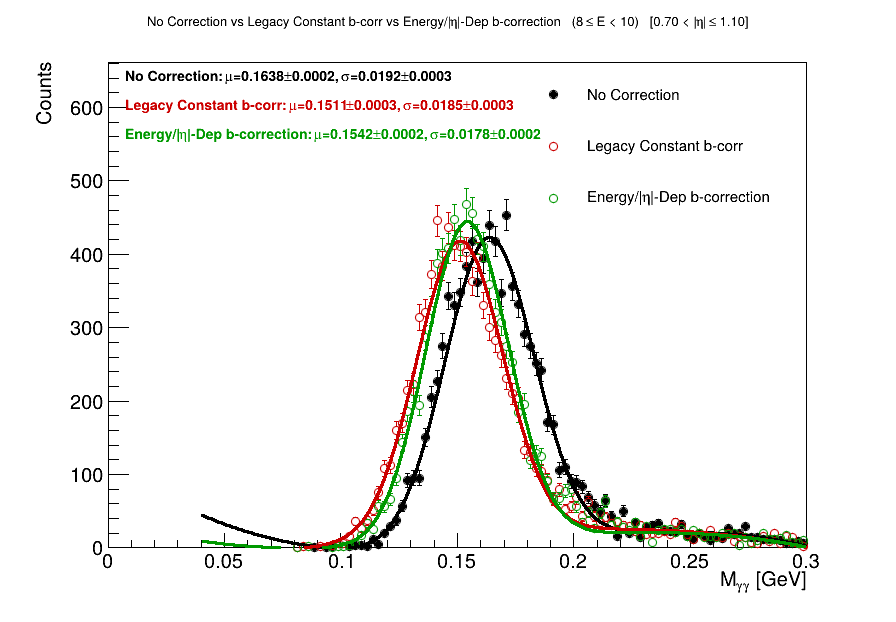 No Correction vs Legacy Constant b-corr vs Energy/|η|-Dep b-correction (8 ≤ E < 10) [0.70 < |η| ≤ 1.10]
Counts
No Correction: μ=0.1638±0.0002, σ=0.0192±0.0003
Legacy Constant b-corr: μ=0.1511±0.0003, σ=0.0185±0.0003
Energy/|η|-Dep b-correction: μ=0.1542±0.0002, σ=0.0178±0.0002
No Correction
Legacy Constant b-corr
Energy/|η|-Dep b-correction
600
500
400
300
200
100
0
0 0.05 0.1 0.15 0.2 0.25 0.3
Mγγ [GeV]